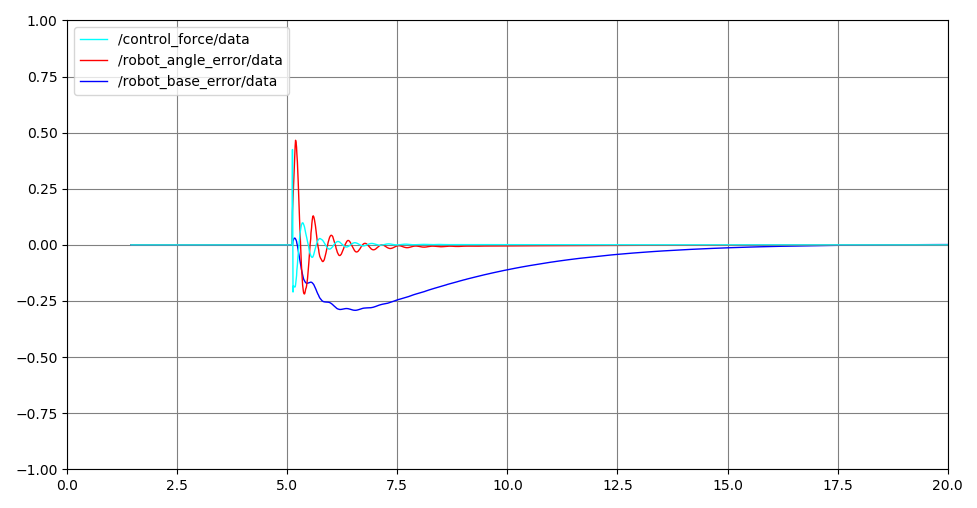 1.00
0.75
0.50
0.25
0.00
−0.25
−0.50
−0.75
−1.00
/control_force/data
/robot_angle_error/data
/robot_base_error/data
0.0 2.5 5.0 7.5 10.0 12.5 15.0 17.5 20.0